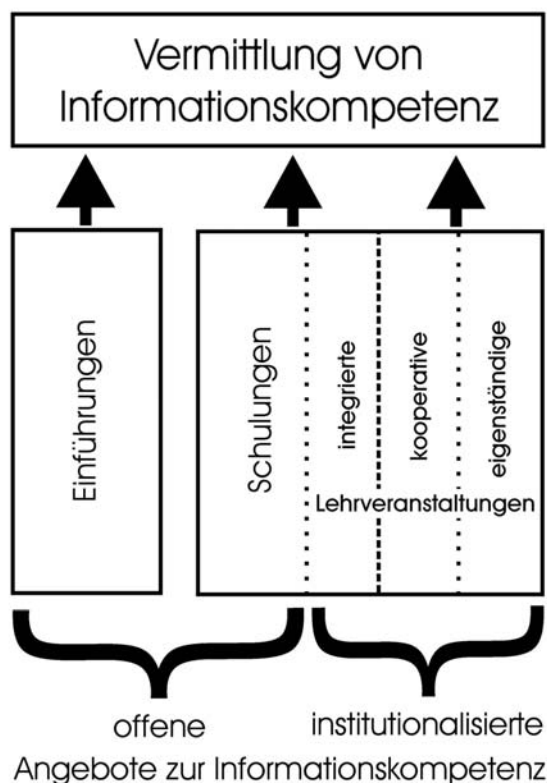 Vermittlung von
Informationskompetenz
Einführungen
Schulungen
integrierte
kooperative
eigenständige
Lehrveranstaltungen
offene
institutionalisierte
Angebote zur Informationskompetenz